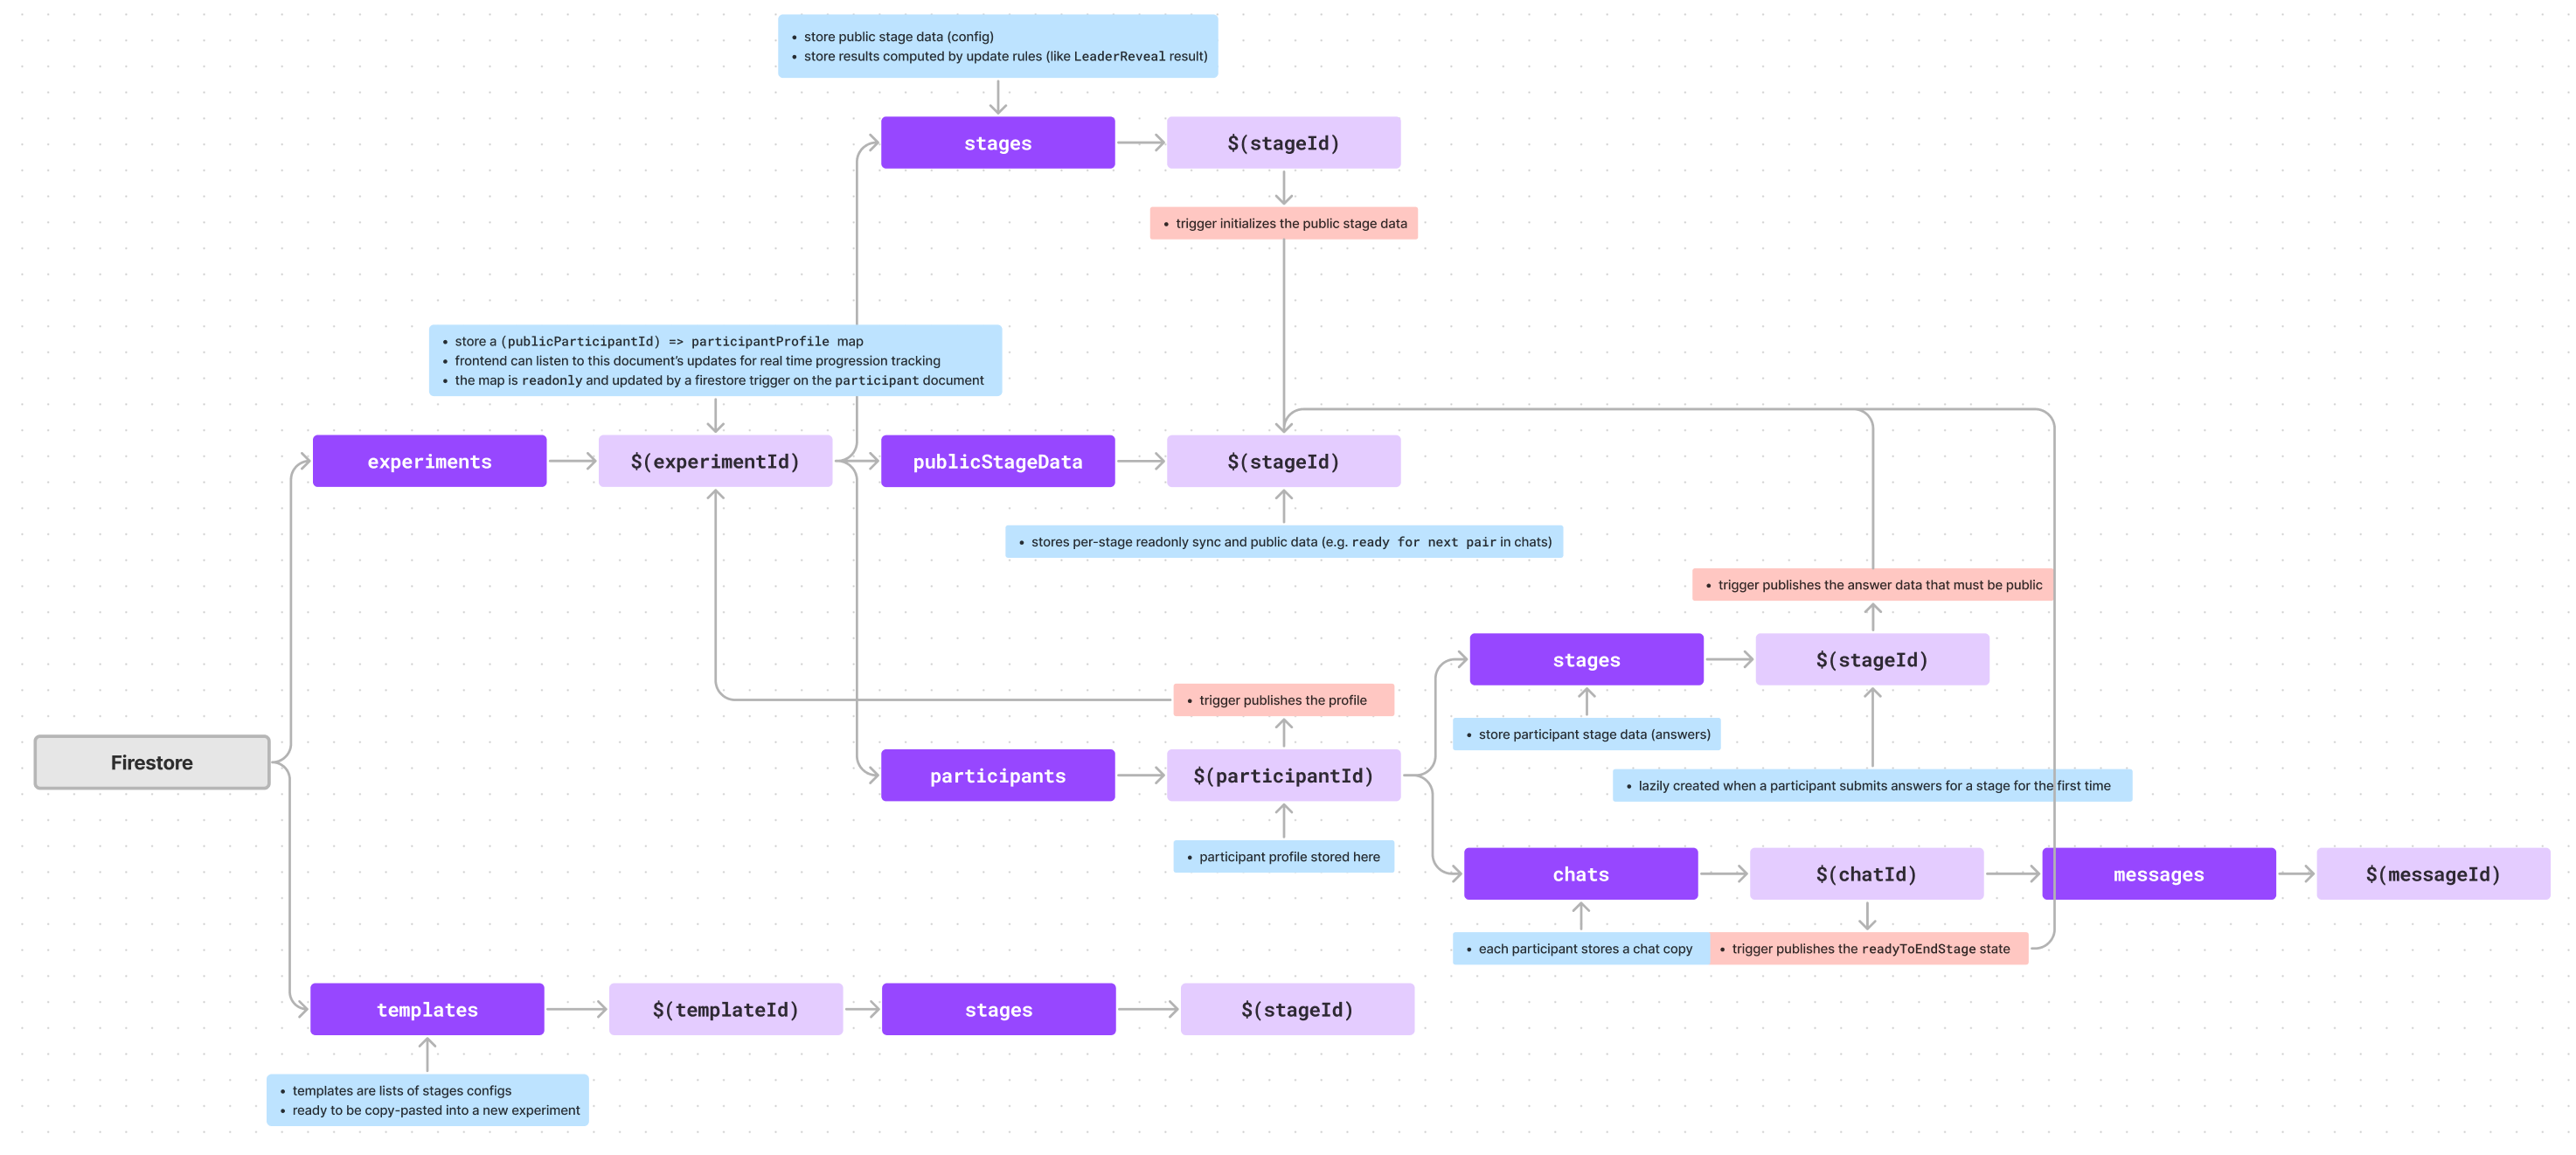 • store public stage data (config)
• store results computed by update rules (like LeaderReveal result)
stages
$(stageId)
• trigger initializes the public stage data
• store a (publicParticipantId) => participantProfile map
• frontend can listen to this document’s updates for real time progression tracking
• the map is readonly and updated by a firestore trigger on the participant document
experiments
$(experimentId)
publicStageData
$(stageId)
• stores per-stage readonly sync and public data (e.g. ready for next pair in chats)
• trigger publishes the answer data that must be public
stages
$(stageId)
• trigger publishes the profile
• store participant stage data (answers)
Firestore
participants
$(participantId)
• lazily created when a participant submits answers for a stage for the first time
• participant profile stored here
chats
$(chatId)
messages
$(messageId)
• each participant stores a chat copy
• trigger publishes the readyToEndStage state
templates
$(templateId)
stages
$(stageId)
• templates are lists of stages configs
• ready to be copy-pasted into a new experiment